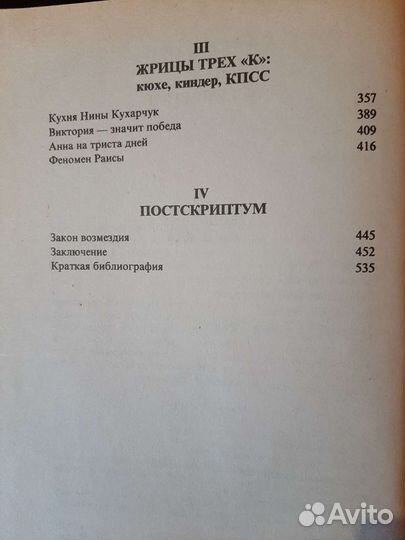 III
ЖРИЦЫ ТРЕХ «К»:
кюхе, киндер, КПСС
357
Кухня Нины Кухарчук 389
Виктория — значит победа 409
Анна на триста дней 416
Феномен Раисы
IV
ПОСТСКРИПТУМ
Закон возмездия 445
Заключение 452
Краткая библиография 535
Avito